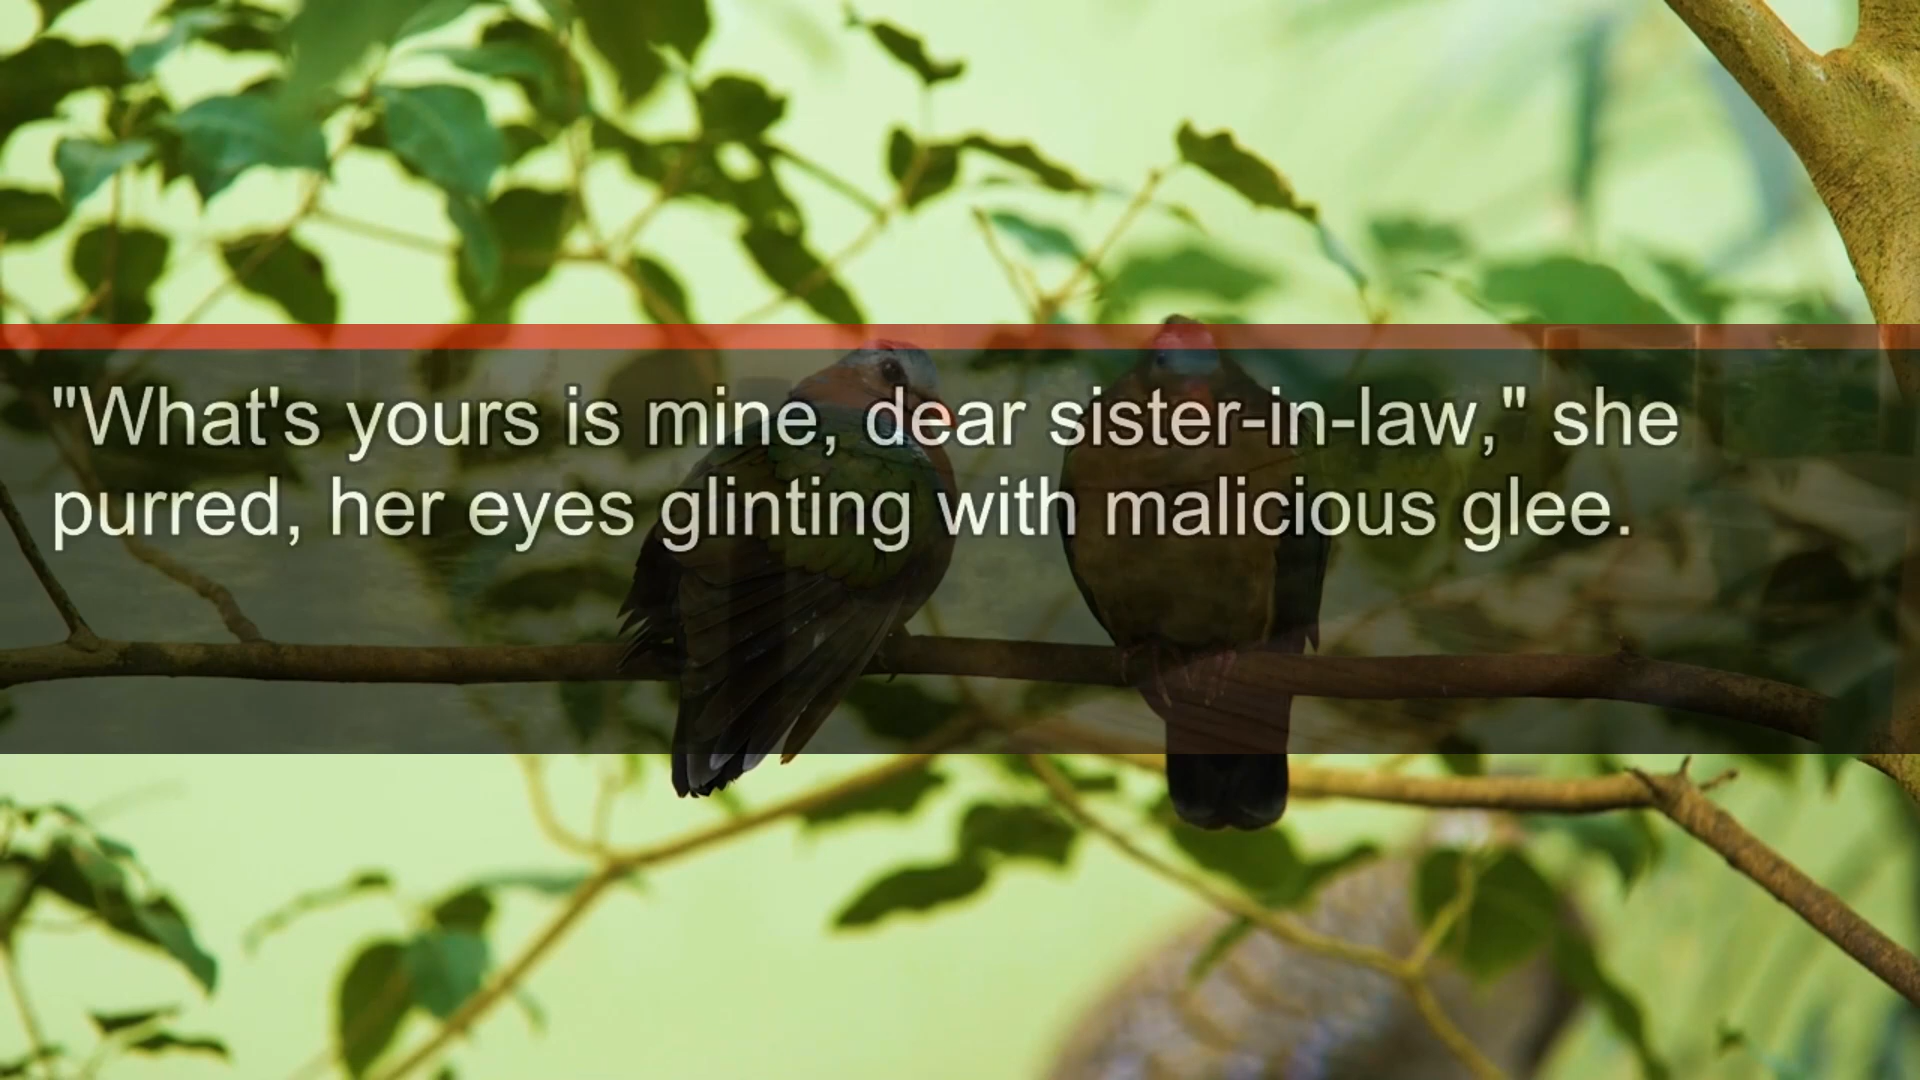 "What's yours is mine, dear sister-in-law," she
purred, her eyes glinting with malicious glee.